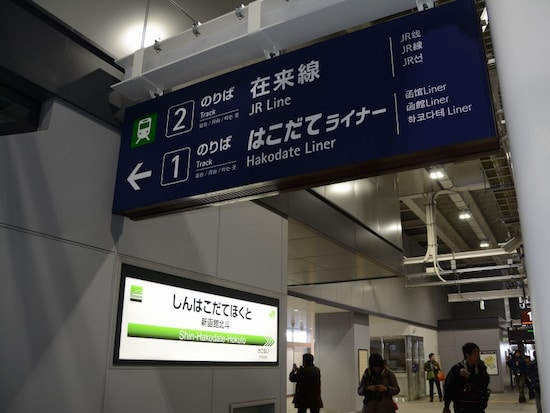 2 のりば 在来線
Track JR Line
JR线
JR線
JR선
1 のりば はこだてライナー
Track Hakodate Liner
函馆Liner
函館Liner
하코다테 Liner
しんはこだてほくと
新函館北斗
Shin-Hakodate-Hokuto